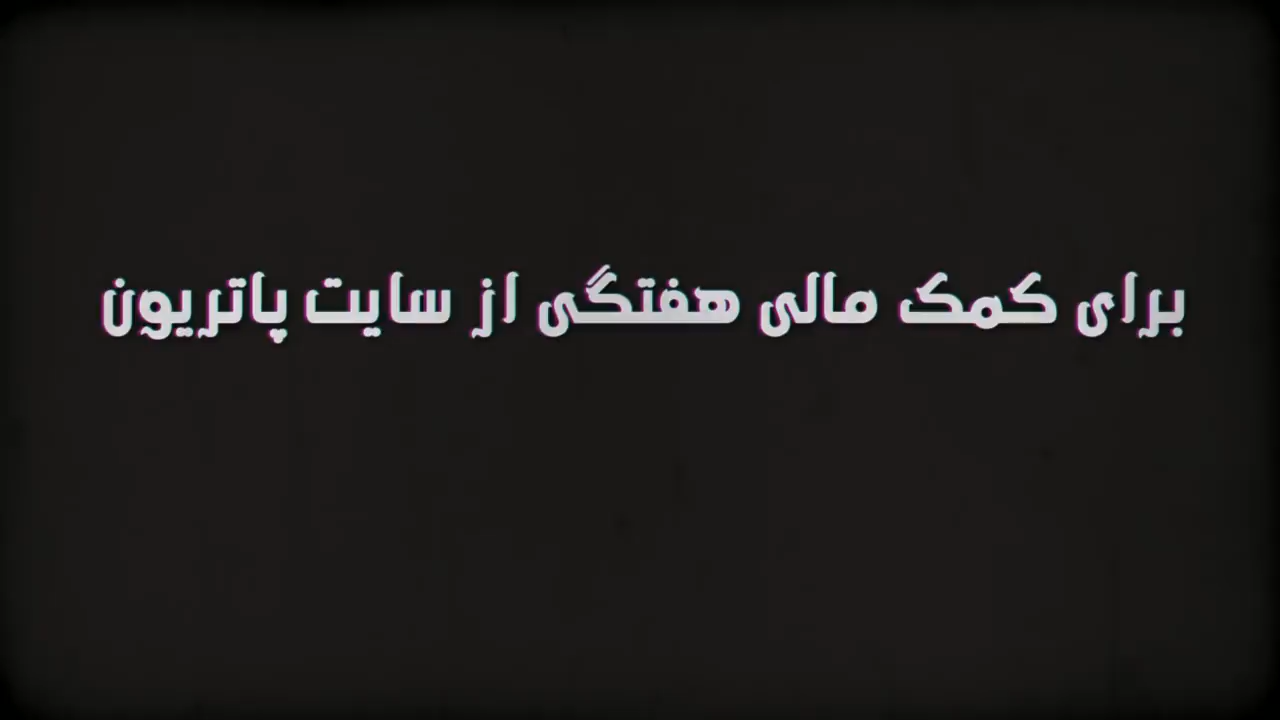 برای کمک مالی هفتگی از سایت پاتریون